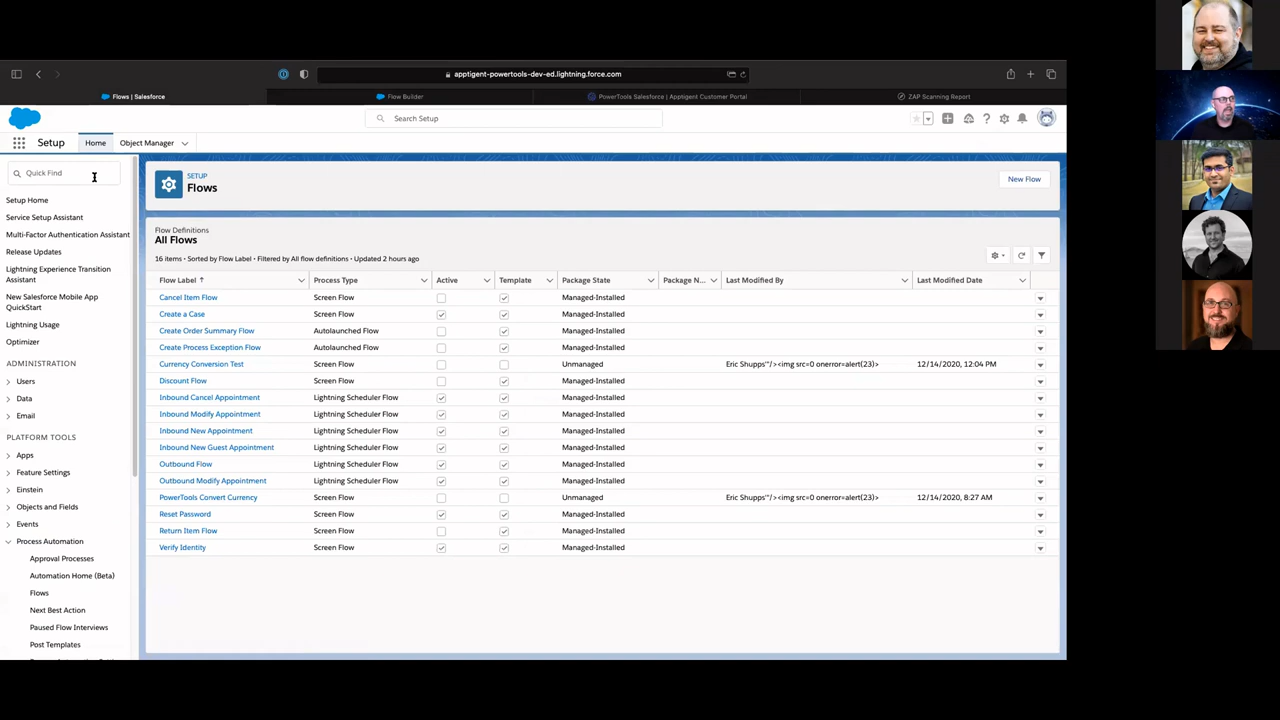 apptigent-powertools-dev-ed.lightning.force.com
Flows | Salesforce
Flow Builder
PowerTools Salesforce | Apptigent Customer Portal
ZAP Scanning Report
Search Setup
Setup
Home
Object Manager
Quick Find
Setup Home
Service Setup Assistant
Multi-Factor Authentication Assistant
Release Updates
Lightning Experience Transition
Assistant
New Salesforce Mobile App
QuickStart
Lightning Usage
Optimizer
ADMINISTRATION
Users
Data
Email
PLATFORM TOOLS
Apps
Feature Settings
Einstein
Objects and Fields
Events
Process Automation
Approval Processes
Automation Home (Beta)
Flows
Next Best Action
Paused Flow Interviews
Post Templates
SETUP
Flows
New Flow
Flow Definitions
All Flows
16 items • Sorted by Flow Label • Filtered by All flow definitions • Updated 2 hours ago
Flow Label ↑ Process Type Active Template Package State Package N... Last Modified By Last Modified Date
Cancel Item Flow Screen Flow Managed-Installed
Create a Case Screen Flow Managed-Installed
Create Order Summary Flow Autolaunched Flow Managed-Installed
Create Process Exception Flow Autolaunched Flow Managed-Installed
Currency Conversion Test Screen Flow Unmanaged Eric Shupps'"/><img src=0 onerror=alert(23)> 12/14/2020, 12:04 PM
Discount Flow Screen Flow Managed-Installed
Inbound Cancel Appointment Lightning Scheduler Flow Managed-Installed
Inbound Modify Appointment Lightning Scheduler Flow Managed-Installed
Inbound New Appointment Lightning Scheduler Flow Managed-Installed
Inbound New Guest Appointment Lightning Scheduler Flow Managed-Installed
Outbound Flow Lightning Scheduler Flow Managed-Installed
Outbound Modify Appointment Lightning Scheduler Flow Managed-Installed
PowerTools Convert Currency Screen Flow Unmanaged Eric Shupps'"/><img src=0 onerror=alert(23)> 12/14/2020, 8:27 AM
Reset Password Screen Flow Managed-Installed
Return Item Flow Screen Flow Managed-Installed
Verify Identity Screen Flow Managed-Installed